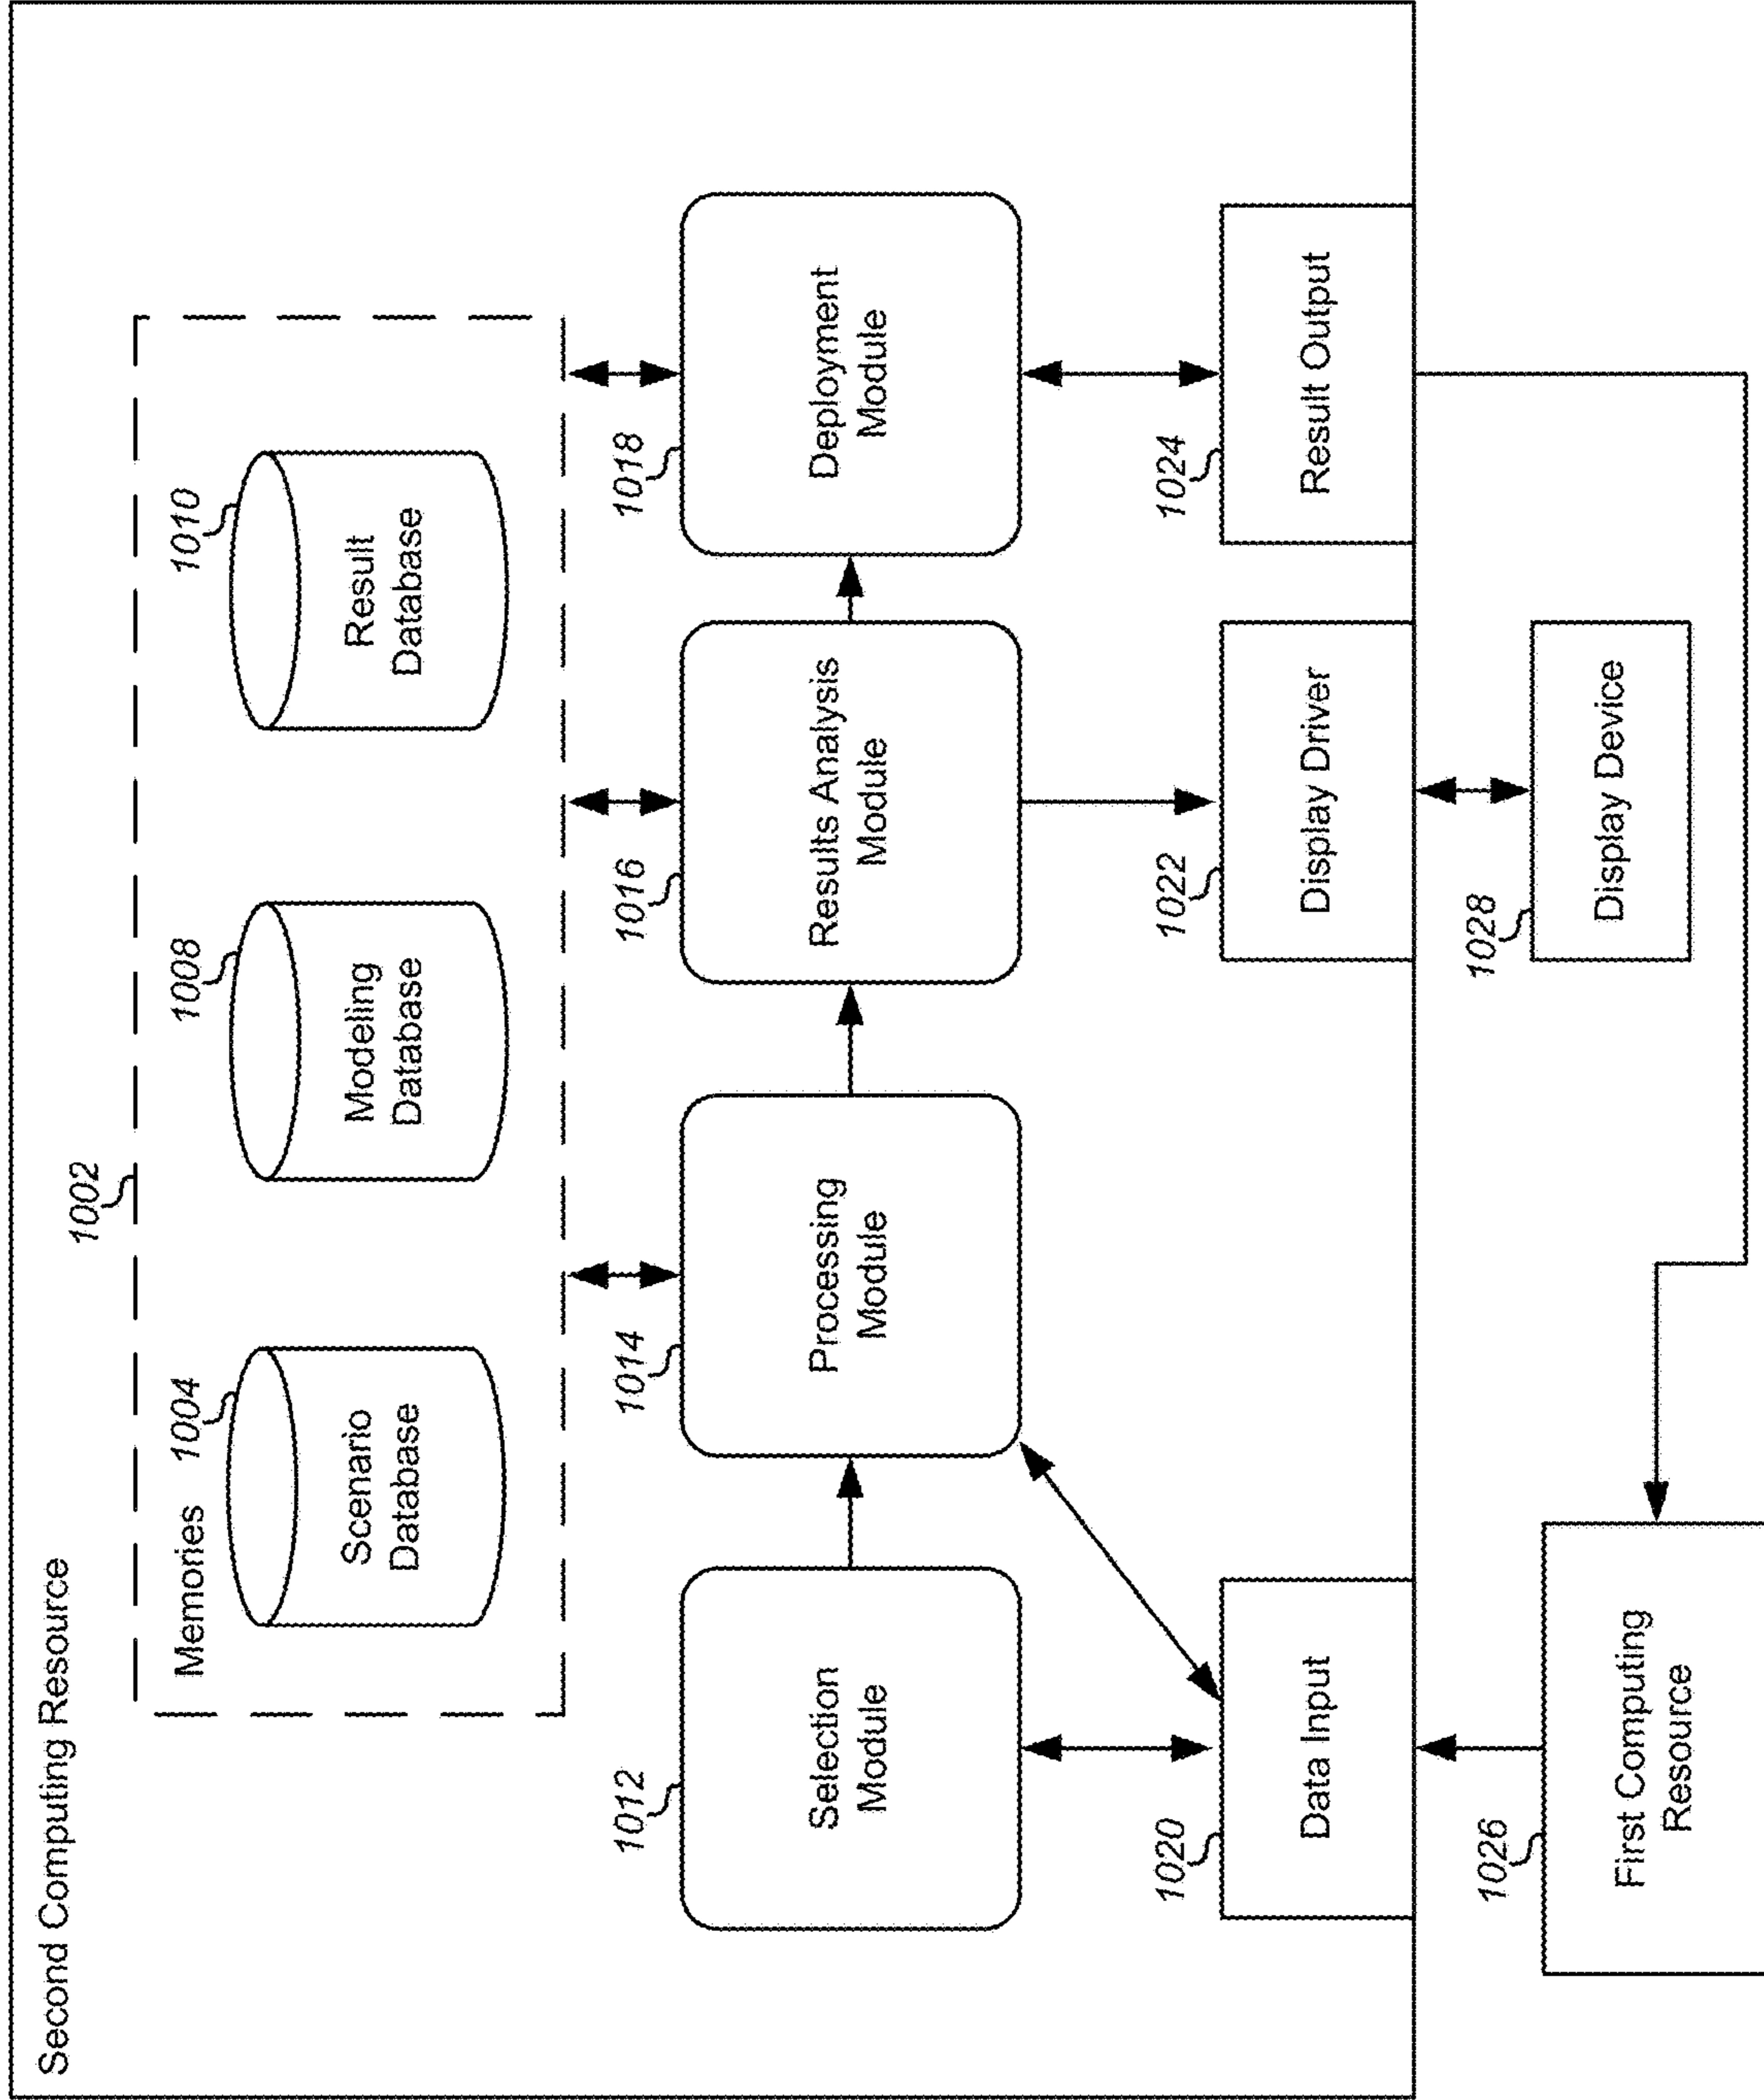 Second Computing Resource
1002
Memories
1004
1008
1010
Scenario
Database
Modeling
Database
Result
Database
1012
1014
1016
1018
Selection
Module
Processing
Module
Results Analysis
Module
Deployment
Module
1020
1022
1024
Data Input
Display Driver
Result Output
1026
1028
First Computing
Resource
Display Device